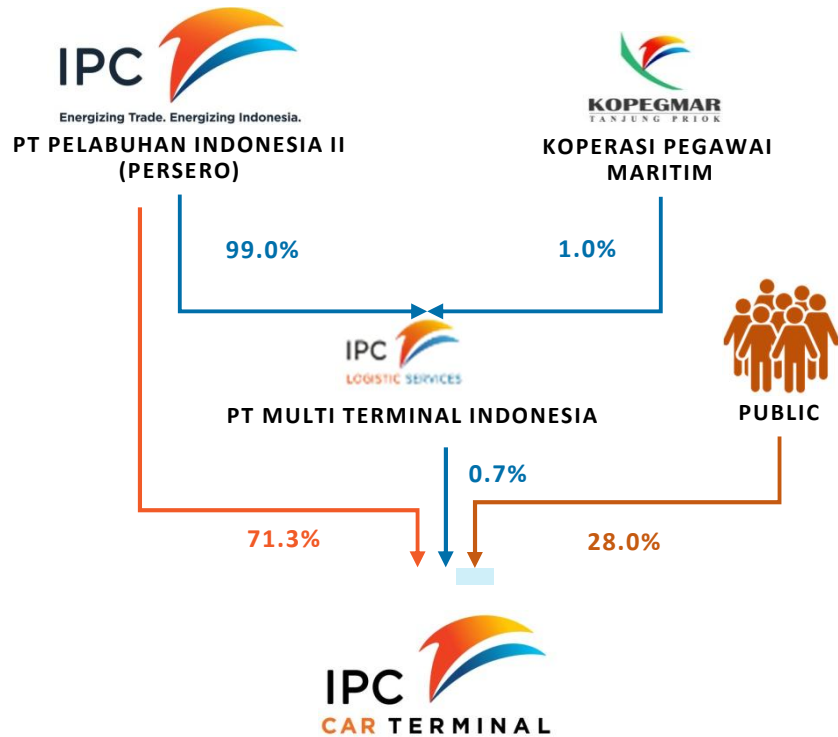 IPC
Energizing Trade. Energizing Indonesia.
PT PELABUHAN INDONESIA II
(PERSERO)
KOPEGMAR
TANJUNG PRIOK
KOPERASI PEGAWAI
MARITIM
99.0%
1.0%
IPC
LOGISTIC SERVICES
PT MULTI TERMINAL INDONESIA
PUBLIC
0.7%
71.3%
28.0%
IPC
CAR TERMINAL